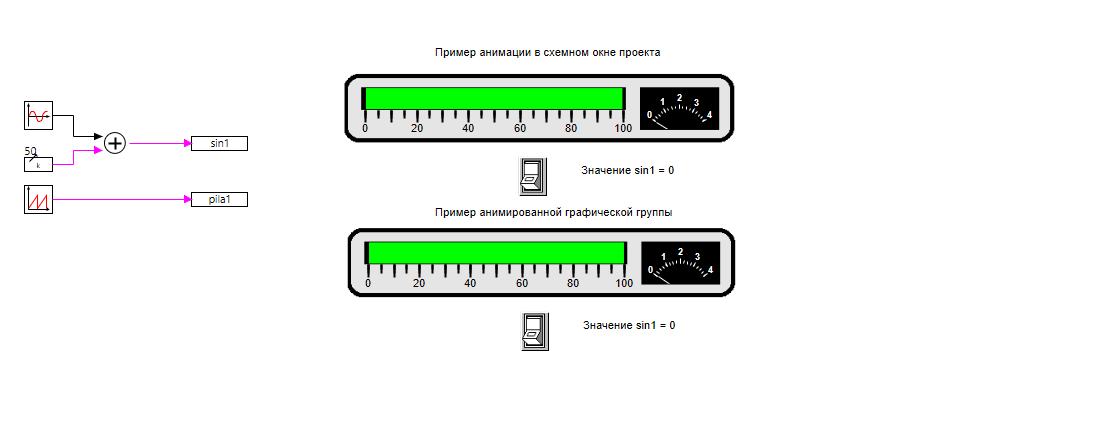 Пример анимации в схемном окне проекта
0 1 2 3 4
0 20 40 60 80 100
50
k
sin1
Значение sin1 = 0
pila1
Пример анимированной графической группы
0 1 2 3 4
0 20 40 60 80 100
Значение sin1 = 0